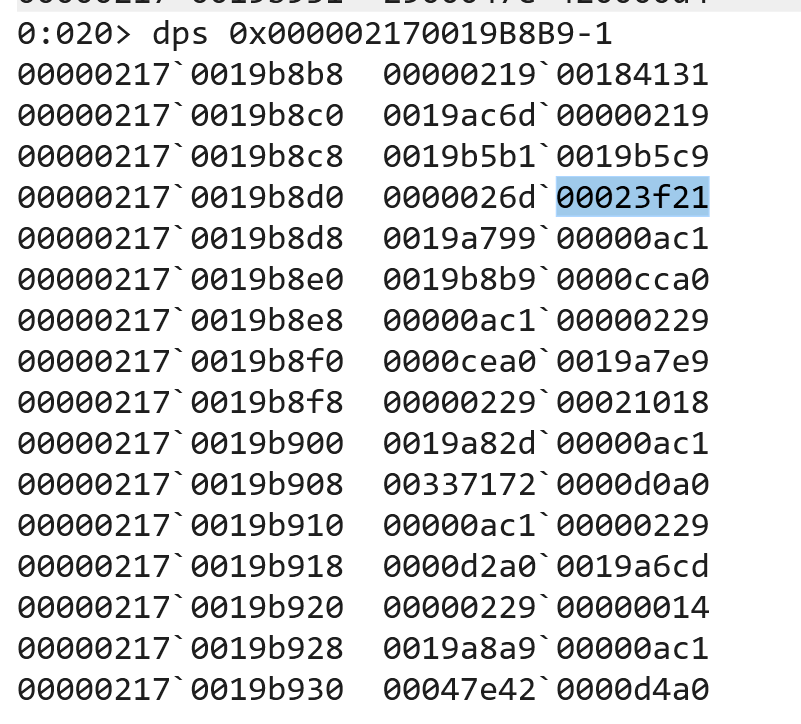 0:020> dps 0x000002170019B8B9-1
00000217`0019b8b8  00000219`00184131
00000217`0019b8c0  0019ac6d`00000219
00000217`0019b8c8  0019b5b1`0019b5c9
00000217`0019b8d0  0000026d`00023f21
00000217`0019b8d8  0019a799`00000ac1
00000217`0019b8e0  0019b8b9`0000cca0
00000217`0019b8e8  00000ac1`00000229
00000217`0019b8f0  0000cea0`0019a7e9
00000217`0019b8f8  00000229`00021018
00000217`0019b900  0019a82d`00000ac1
00000217`0019b908  00337172`0000d0a0
00000217`0019b910  00000ac1`00000229
00000217`0019b918  0000d2a0`0019a6cd
00000217`0019b920  00000229`00000014
00000217`0019b928  0019a8a9`00000ac1
00000217`0019b930  00047e42`0000d4a0